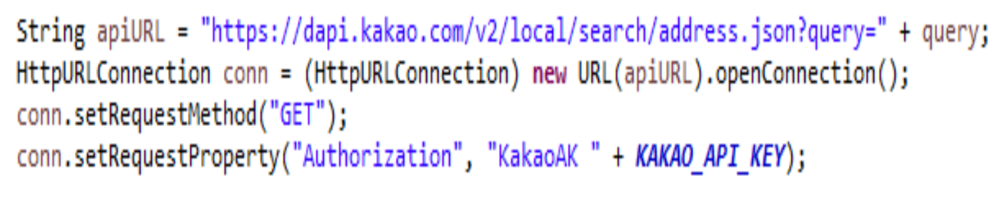 String apiURL = "https://dapi.kakao.com/v2/local/search/address.json?query=" + query;
HttpURLConnection conn = (HttpURLConnection) new URL(apiURL).openConnection();
conn.setRequestMethod("GET");
conn.setRequestProperty("Authorization", "KakaoAK " + KAKAO_API_KEY);